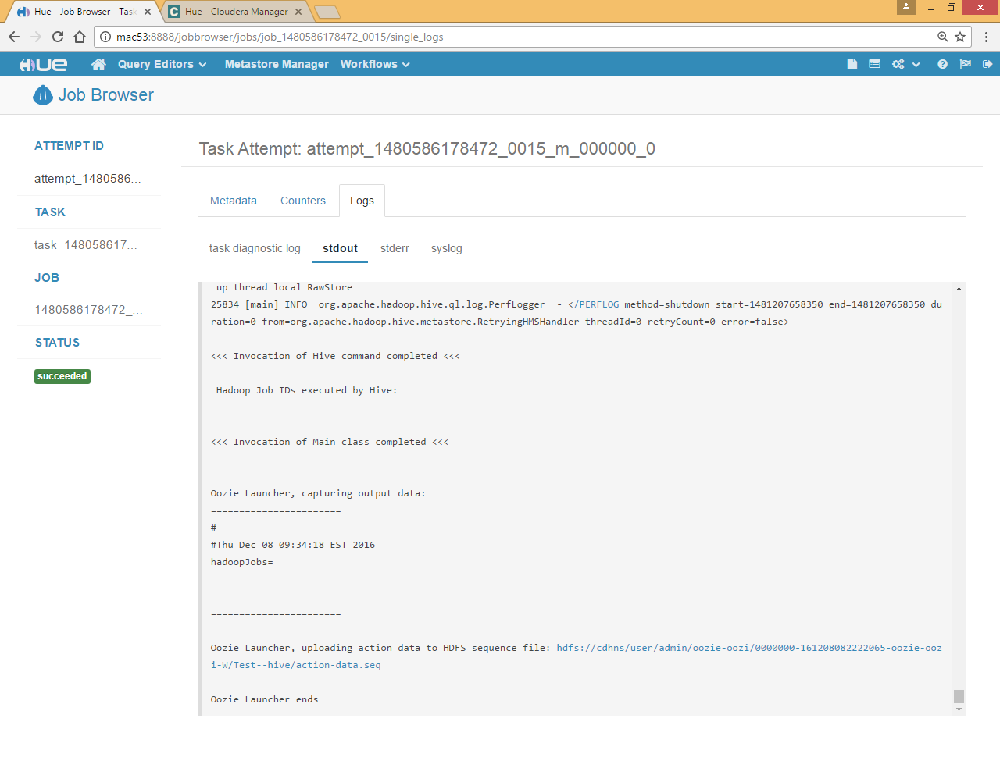 Hue - Job Browser - Task
Hue - Cloudera Manager
mac53:8888/jobbrowser/jobs/job_1480586178472_0015/single_logs
HUE
Query Editors
Metastore Manager
Workflows
Job Browser
ATTEMPT ID
attempt_1480586...
TASK
task_148058617...
JOB
1480586178472_...
STATUS
succeeded
Task Attempt: attempt_1480586178472_0015_m_000000_0
Metadata
Counters
Logs
task diagnostic log
stdout
stderr
syslog
up thread local RawStore
25834 [main] INFO  org.apache.hadoop.hive.ql.log.PerfLogger  - </PERFLOG method=shutdown start=1481207658350 end=1481207658350 du
ration=0 from=org.apache.hadoop.hive.metastore.RetryingHMSHandler threadId=0 retryCount=0 error=false>
<<< Invocation of Hive command completed <<<
Hadoop Job IDs executed by Hive:
<<< Invocation of Main class completed <<<
Oozie Launcher, capturing output data:
=======================
#
#Thu Dec 08 09:34:18 EST 2016
hadoopJobs=
=======================
Oozie Launcher, uploading action data to HDFS sequence file: hdfs://cdhns/user/admin/oozie-oozi/0000000-161208082222065-oozie-ooz
i-W/Test--hive/action-data.seq
Oozie Launcher ends